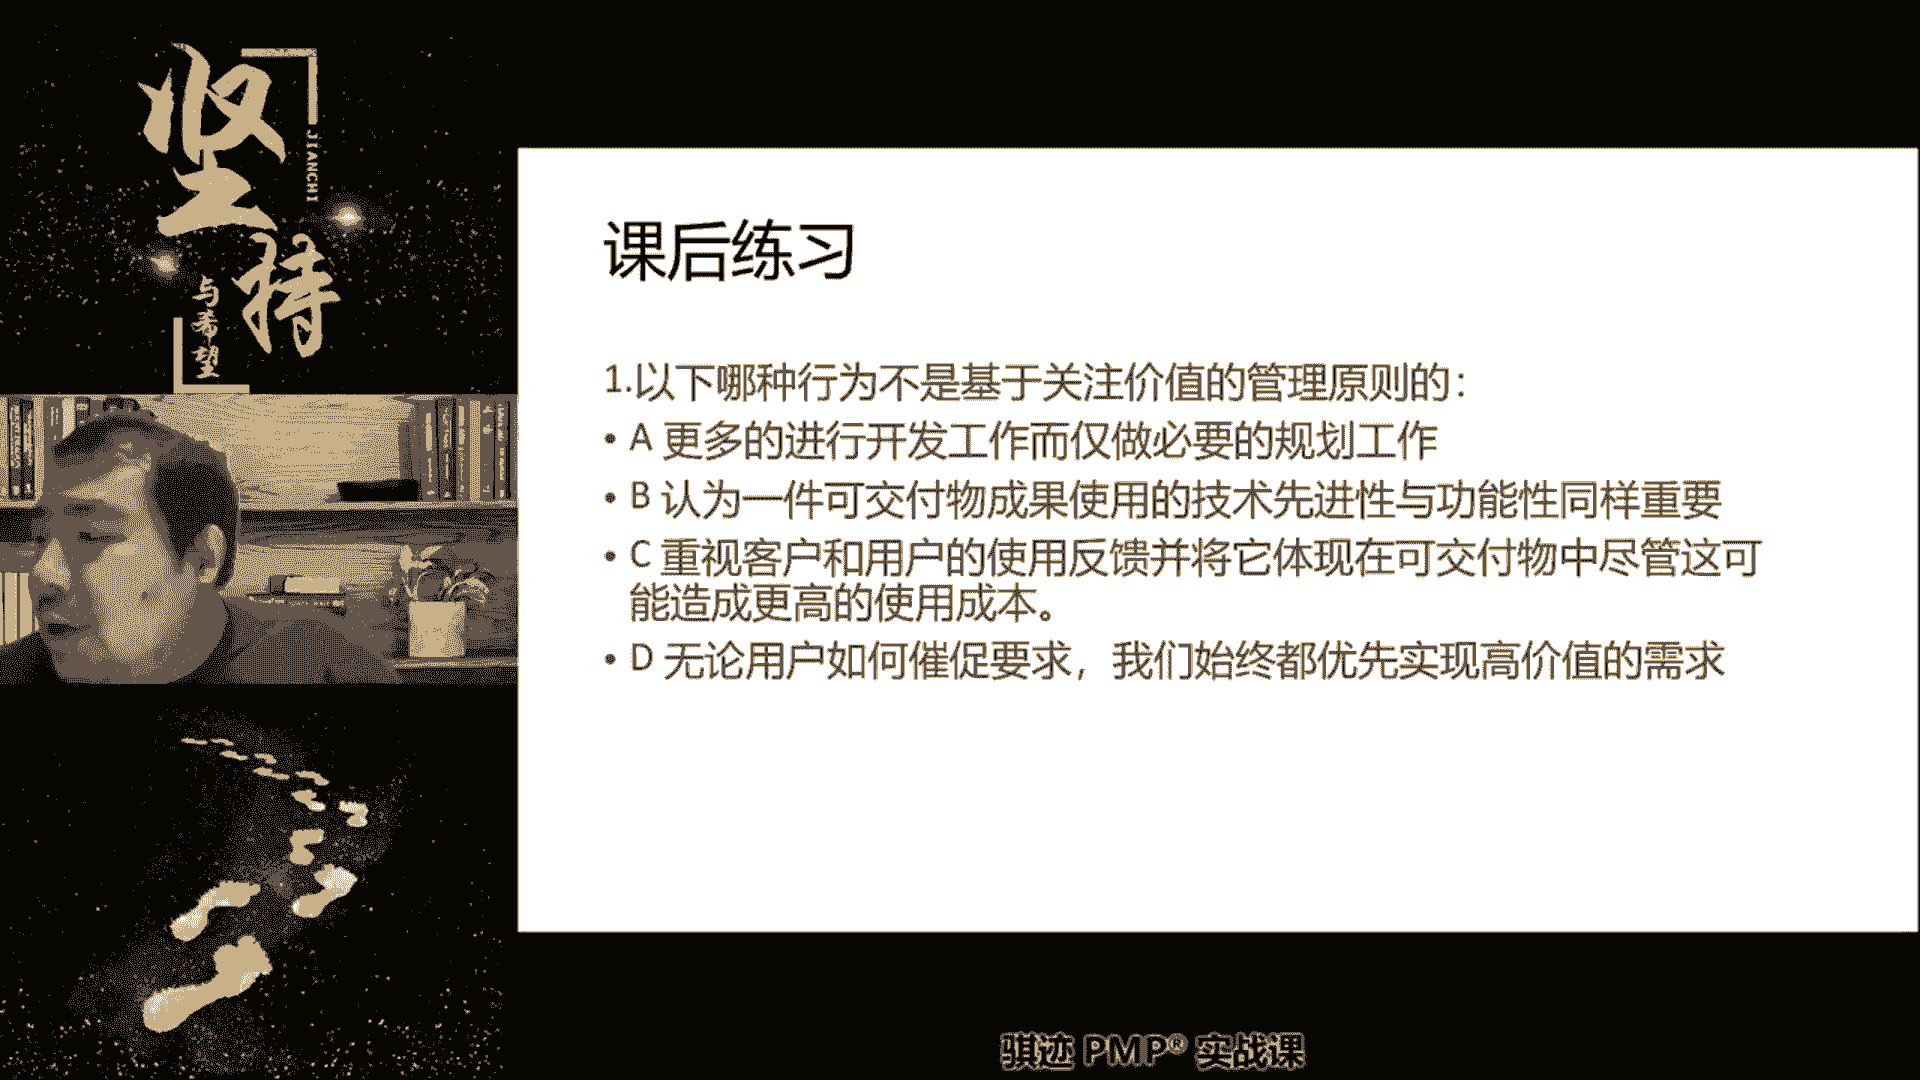 坚持
JIANCHI
与希望
课后练习
1.以下哪种行为不是基于关注价值的管理原则的：
• A 更多的进行开发工作而仅做必要的规划工作
• B 认为一件可交付物成果使用的技术先进性与功能性同样重要
• C 重视客户和用户的使用反馈并将它体现在可交付物中尽管这可
能造成更高的使用成本。
• D 无论用户如何催促要求，我们始终都优先实现高价值的需求
骐迹 PMP® 实战课